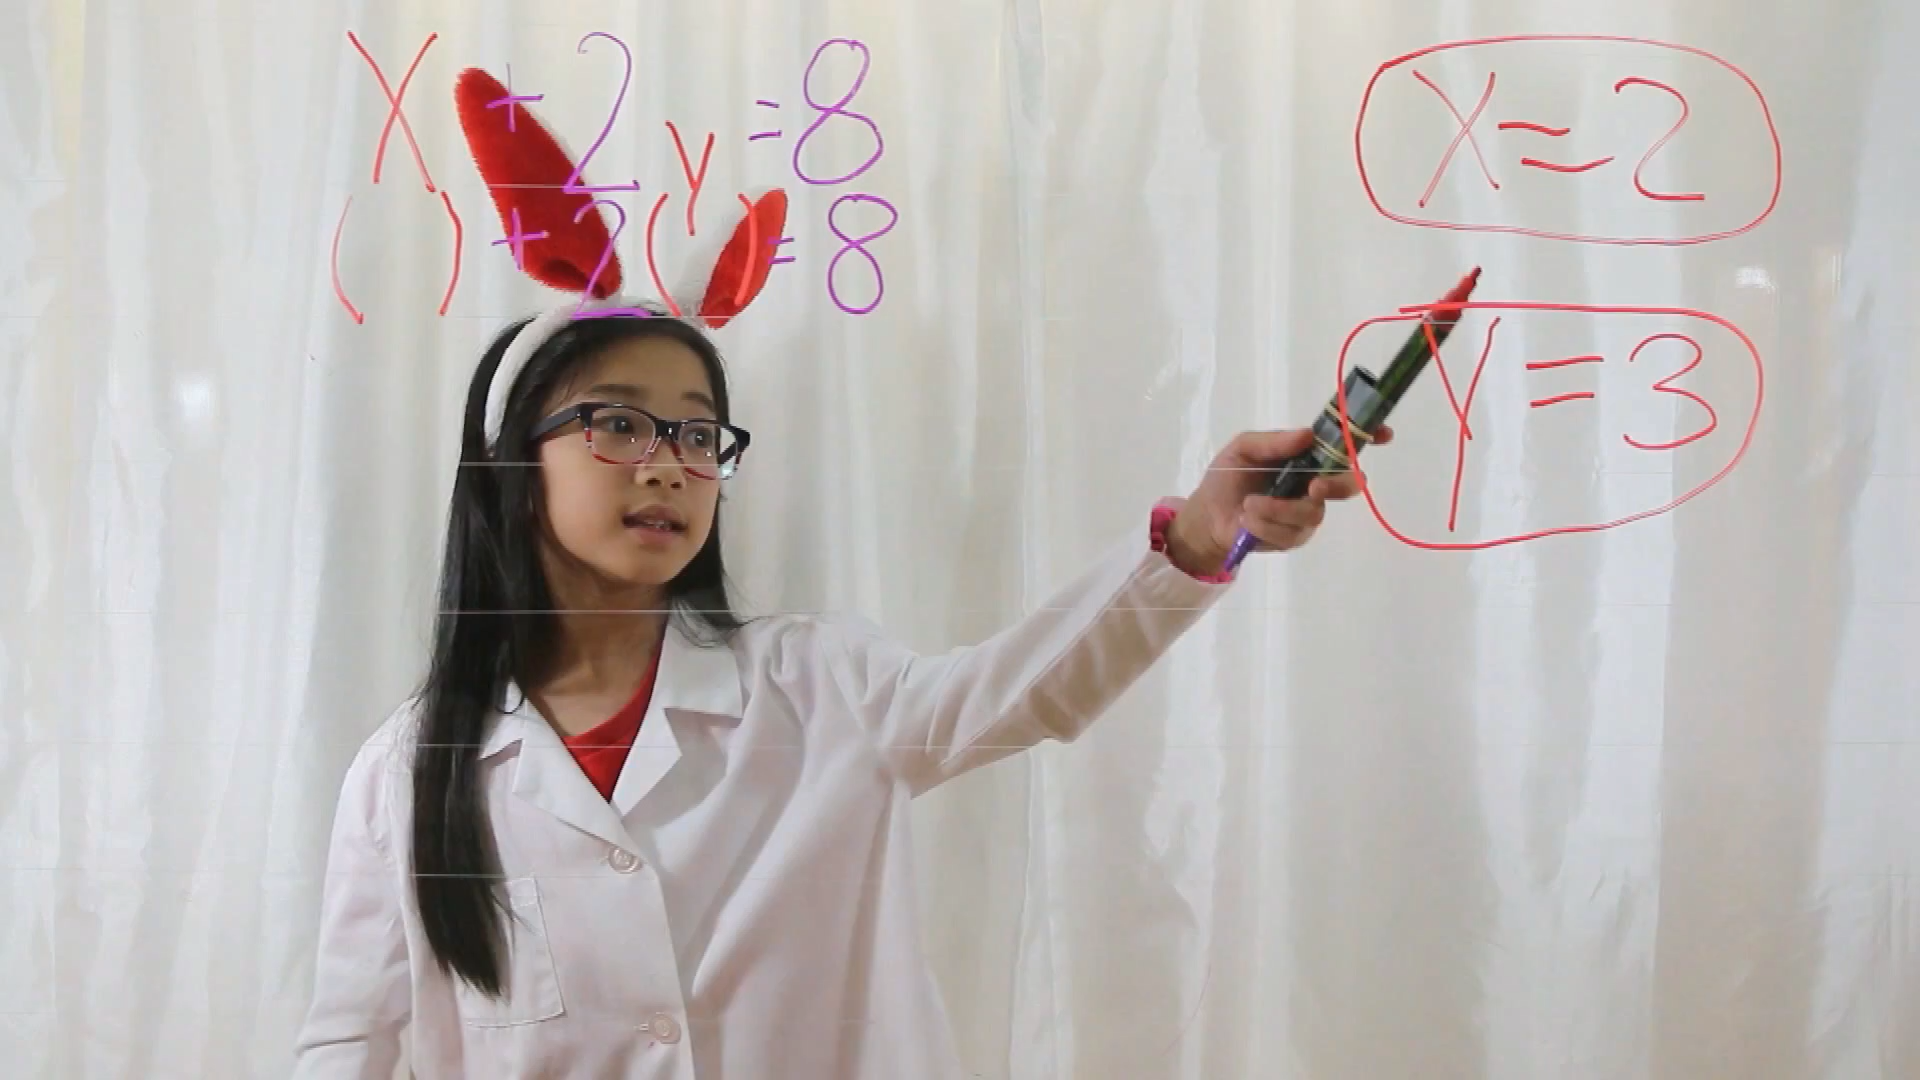 X + 2y = 8
( ) + 2( ) = 8
X = 2
Y = 3